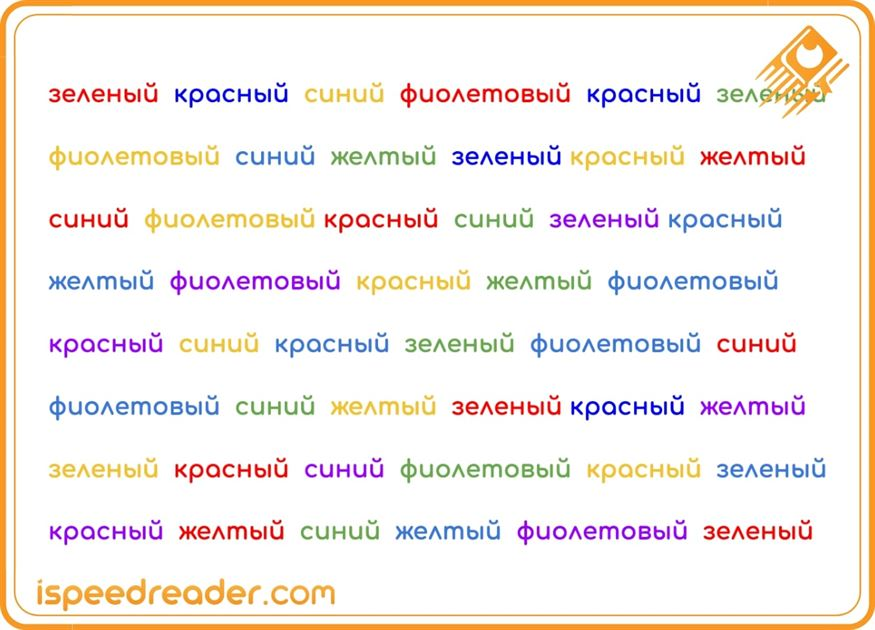 зеленый красный синий фиолетовый красный зеленый
фиолетовый синий желтый зеленый красный желтый
синий фиолетовый красный синий зеленый красный
желтый фиолетовый красный желтый фиолетовый
красный синий красный зеленый фиолетовый синий
фиолетовый синий желтый зеленый красный желтый
зеленый красный синий фиолетовый красный зеленый
красный желтый синий желтый фиолетовый зеленый
ispeedreader.com